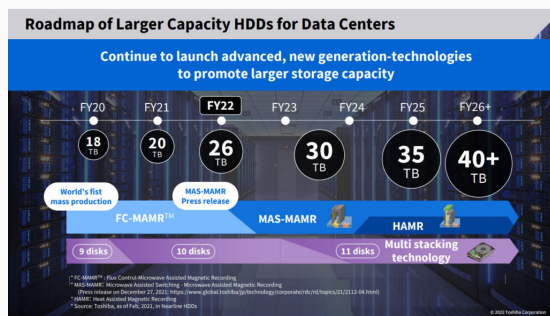 Roadmap of Larger Capacity HDDs for Data Centers
Continue to launch advanced, new generation-technologies
to promote larger storage capacity
FY20 FY21 FY22 FY23 FY24 FY25 FY26+
18 TB 20 TB 26 TB 30 TB 35 TB 40+ TB
World's fist
mass production
MAS-MAMR
Press release
FC-MAMR™ MAS-MAMR HAMR
9 disks 10 disks 11 disks Multi stacking
technology
* FC-MAMR™ : Flux Control-Microwave Assisted Magnetic Recording
* MAS-MAMR: Microwave Assisted Switching - Microwave Assisted Magnetic Recording
(Press release on December 27, 2021: https://www.global.toshiba/jp/technology/corporate/rdc/rd/topics/21/2112-04.html)
* HAMR: Heat Assisted Magnetic Recording
* Source: Toshiba, as of Feb, 2021, in Nearline HDDs
© 2022 Toshiba Corporation